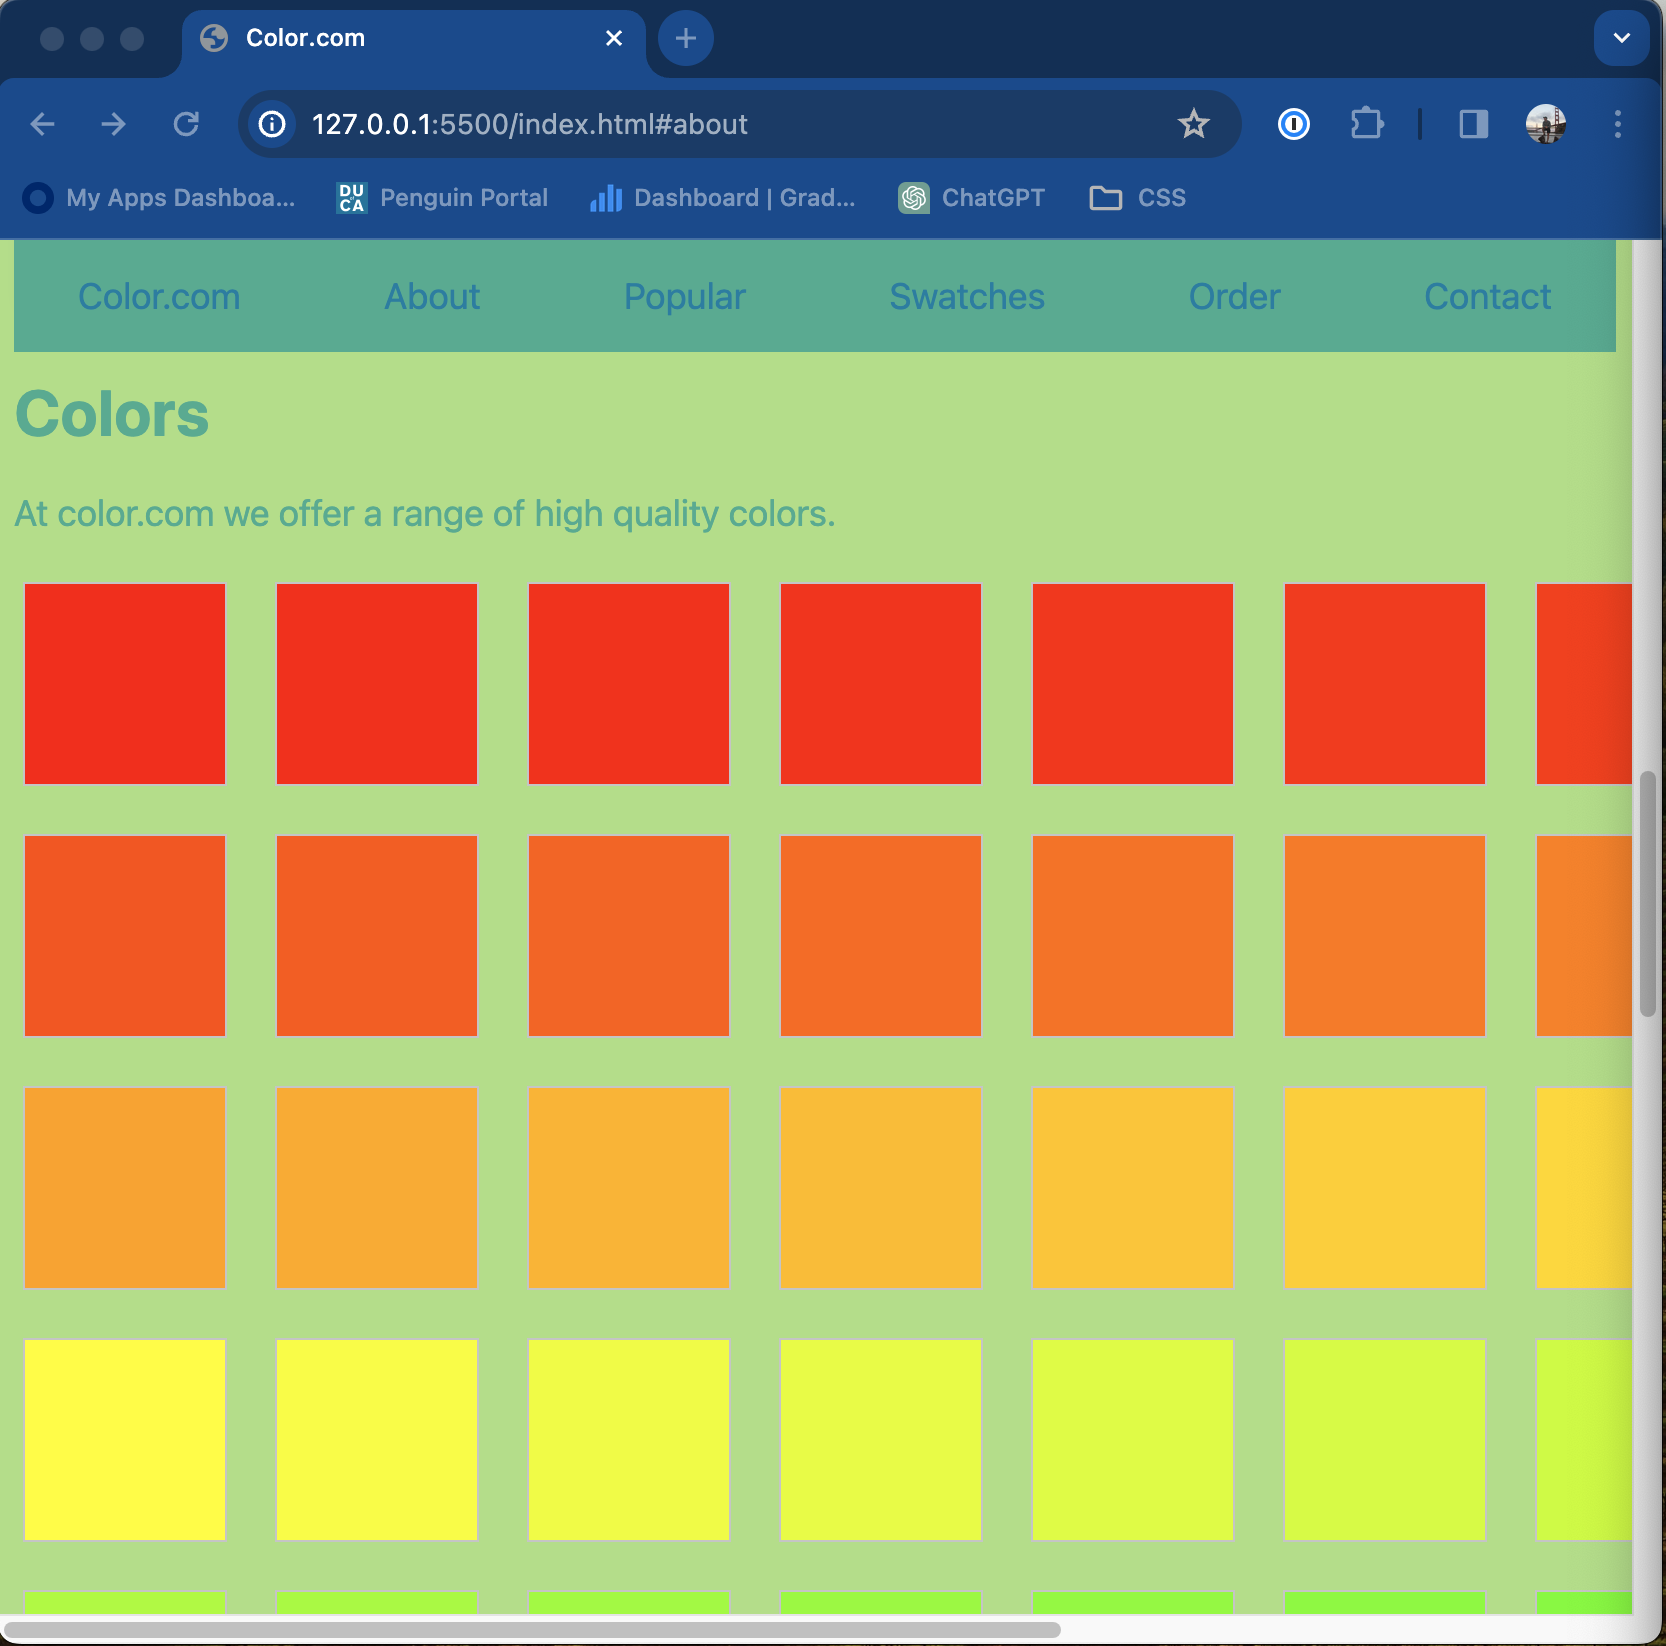 Color.com
127.0.0.1:5500/index.html#about
My Apps Dashboa... DU CA Penguin Portal Dashboard | Grad... ChatGPT CSS
Color.com About Popular Swatches Order Contact
Colors
At color.com we offer a range of high quality colors.